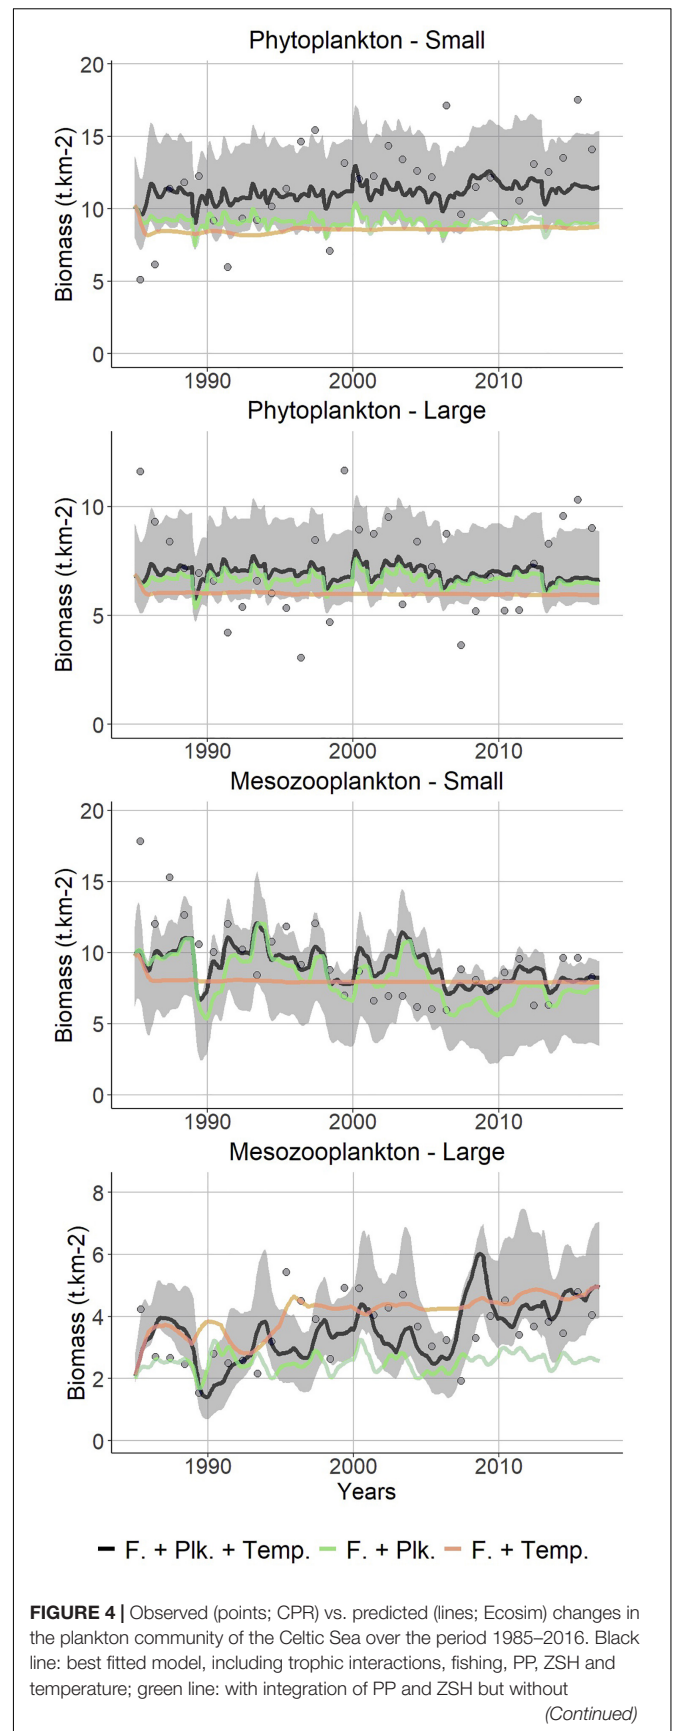 Phytoplankton - Small
20
15
10
5
0
Biomass (t.km-2)
1990 2000 2010
Phytoplankton - Large
10
5
0
Biomass (t.km-2)
1990 2000 2010
Mesozooplankton - Small
20
15
10
5
0
Biomass (t.km-2)
1990 2000 2010
Mesozooplankton - Large
8
6
4
2
0
Biomass (t.km-2)
1990 2000 2010
Years
F. + Plk. + Temp. F. + Plk. F. + Temp.
FIGURE 4 | Observed (points; CPR) vs. predicted (lines; Ecosim) changes in
the plankton community of the Celtic Sea over the period 1985–2016. Black
line: best fitted model, including trophic interactions, fishing, PP, ZSH and
temperature; green line: with integration of PP and ZSH but without
(Continued)